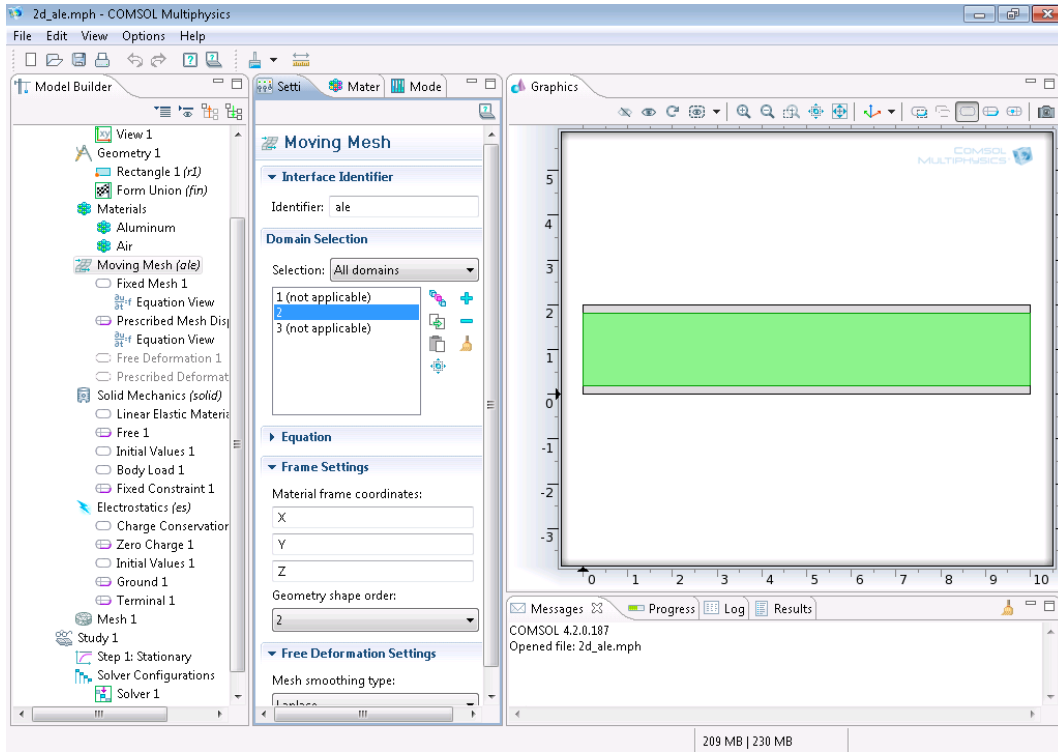 2d_ale.mph - COMSOL Multiphysics
File Edit View Options Help
Model Builder
View 1
Geometry 1
Rectangle 1 (r1)
Form Union (fin)
Materials
Aluminum
Air
Moving Mesh (ale)
Fixed Mesh 1
Equation View
Prescribed Mesh Disp
Equation View
Free Deformation 1
Prescribed Deformat
Solid Mechanics (solid)
Linear Elastic Materia
Free 1
Initial Values 1
Body Load 1
Fixed Constraint 1
Electrostatics (es)
Charge Conservation
Zero Charge 1
Initial Values 1
Ground 1
Terminal 1
Mesh 1
Study 1
Step 1: Stationary
Solver Configurations
Solver 1
Setti Mater Mode
Moving Mesh
Interface Identifier
Identifier: ale
Domain Selection
Selection: All domains
1 (not applicable)
2
3 (not applicable)
Equation
Frame Settings
Material frame coordinates:
X
Y
Z
Geometry shape order:
2
Free Deformation Settings
Mesh smoothing type:
Laplace
Graphics
COMSOL
MULTIPHYSICS
5
4
3
2
1
0
-1
-2
-3
0 1 2 3 4 5 6 7 8 9 10
Messages Progress Log Results
COMSOL 4.2.0.187
Opened file: 2d_ale.mph
209 MB | 230 MB